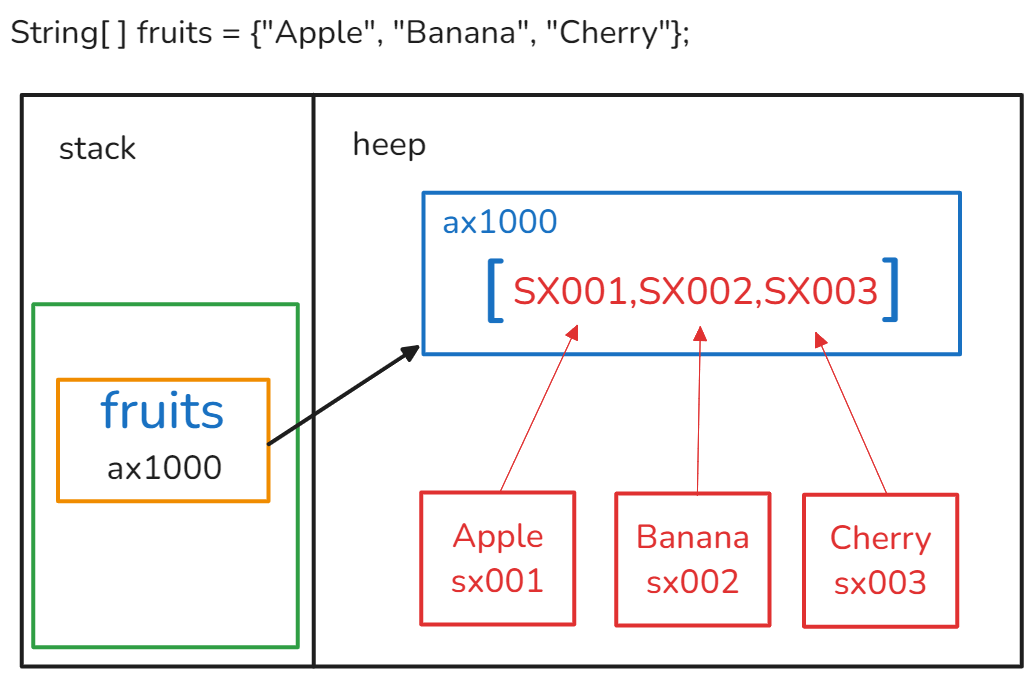 String[ ] fruits = {"Apple", "Banana", "Cherry"};
stack
heep
ax1000
[ SX001,SX002,SX003 ]
fruits
ax1000
Apple
sx001
Banana
sx002
Cherry
sx003